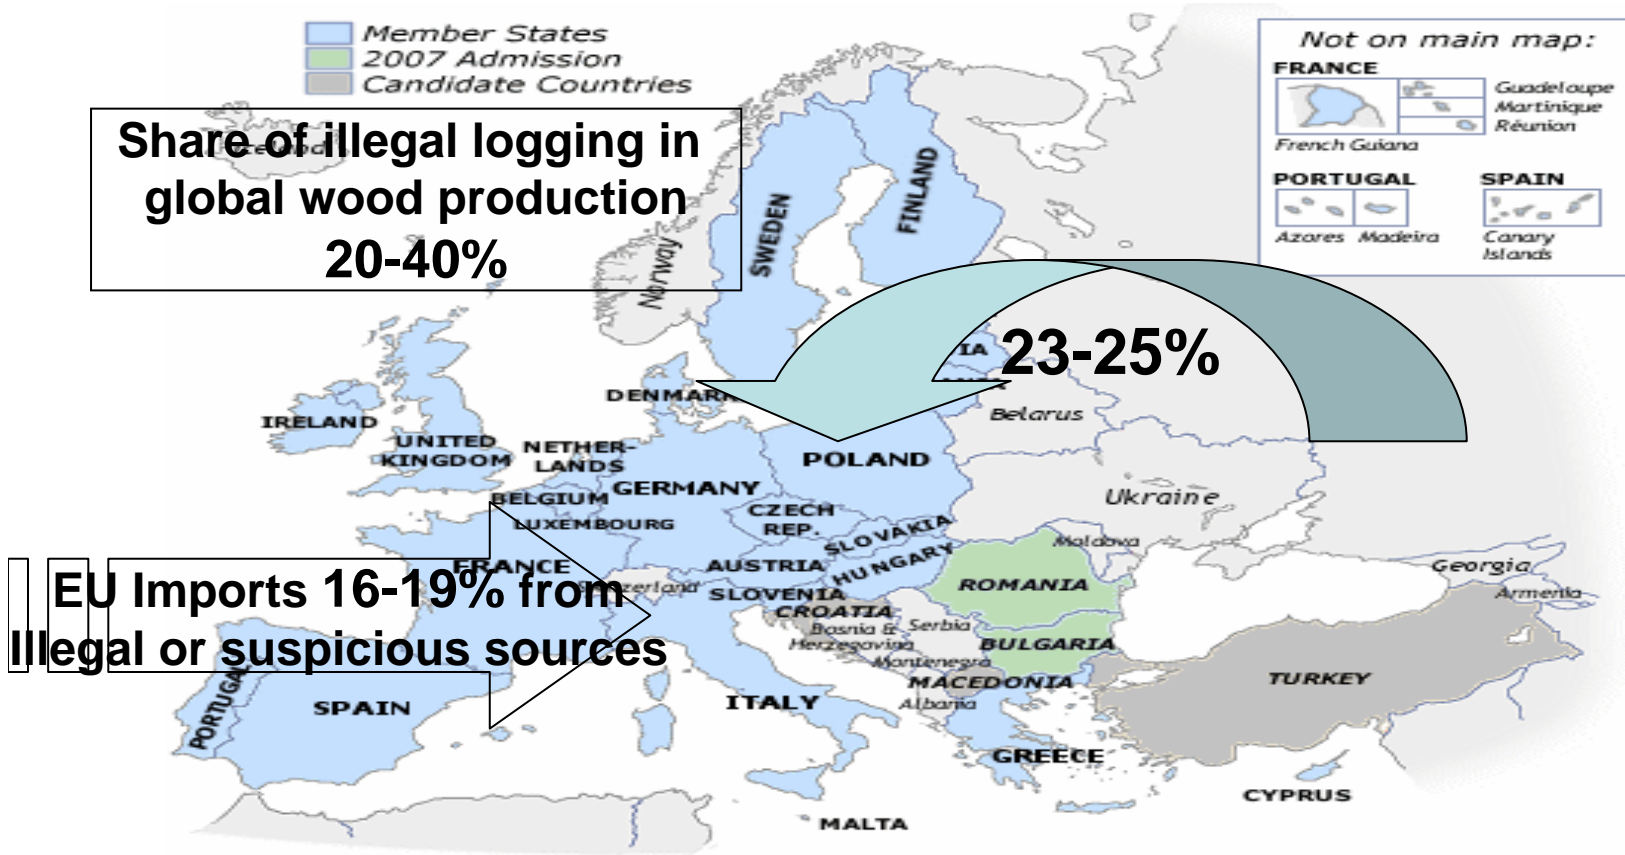 Member States
2007 Admission
Candidate Countries
Not on main map:
FRANCE
Guadeloupe
Martinique
Réunion
French Guiana
PORTUGAL
SPAIN
Azores Madeira
Canary
Islands
Iceland
Share of illegal logging in
global wood production
20-40%
Norway
SWEDEN
FINLAND
23-25%
DENMARK
Belarus
IRELAND
UNITED
KINGDOM
NETHER-
LANDS
POLAND
BELGIUM
GERMANY
LUXEMBOURG
CZECH
REP.
SLOVAKIA
Ukraine
Moldova
FRANCE
AUSTRIA
HUNGARY
Switzerland
SLOVENIA
ROMANIA
Georgia
Armenia
EU Imports 16-19% from
Illegal or suspicious sources
CROATIA
Bosnia &
Herzegovina
Serbia
Montenegro
BULGARIA
MACEDONIA
Albania
TURKEY
PORTUGAL
SPAIN
ITALY
GREECE
CYPRUS
MALTA